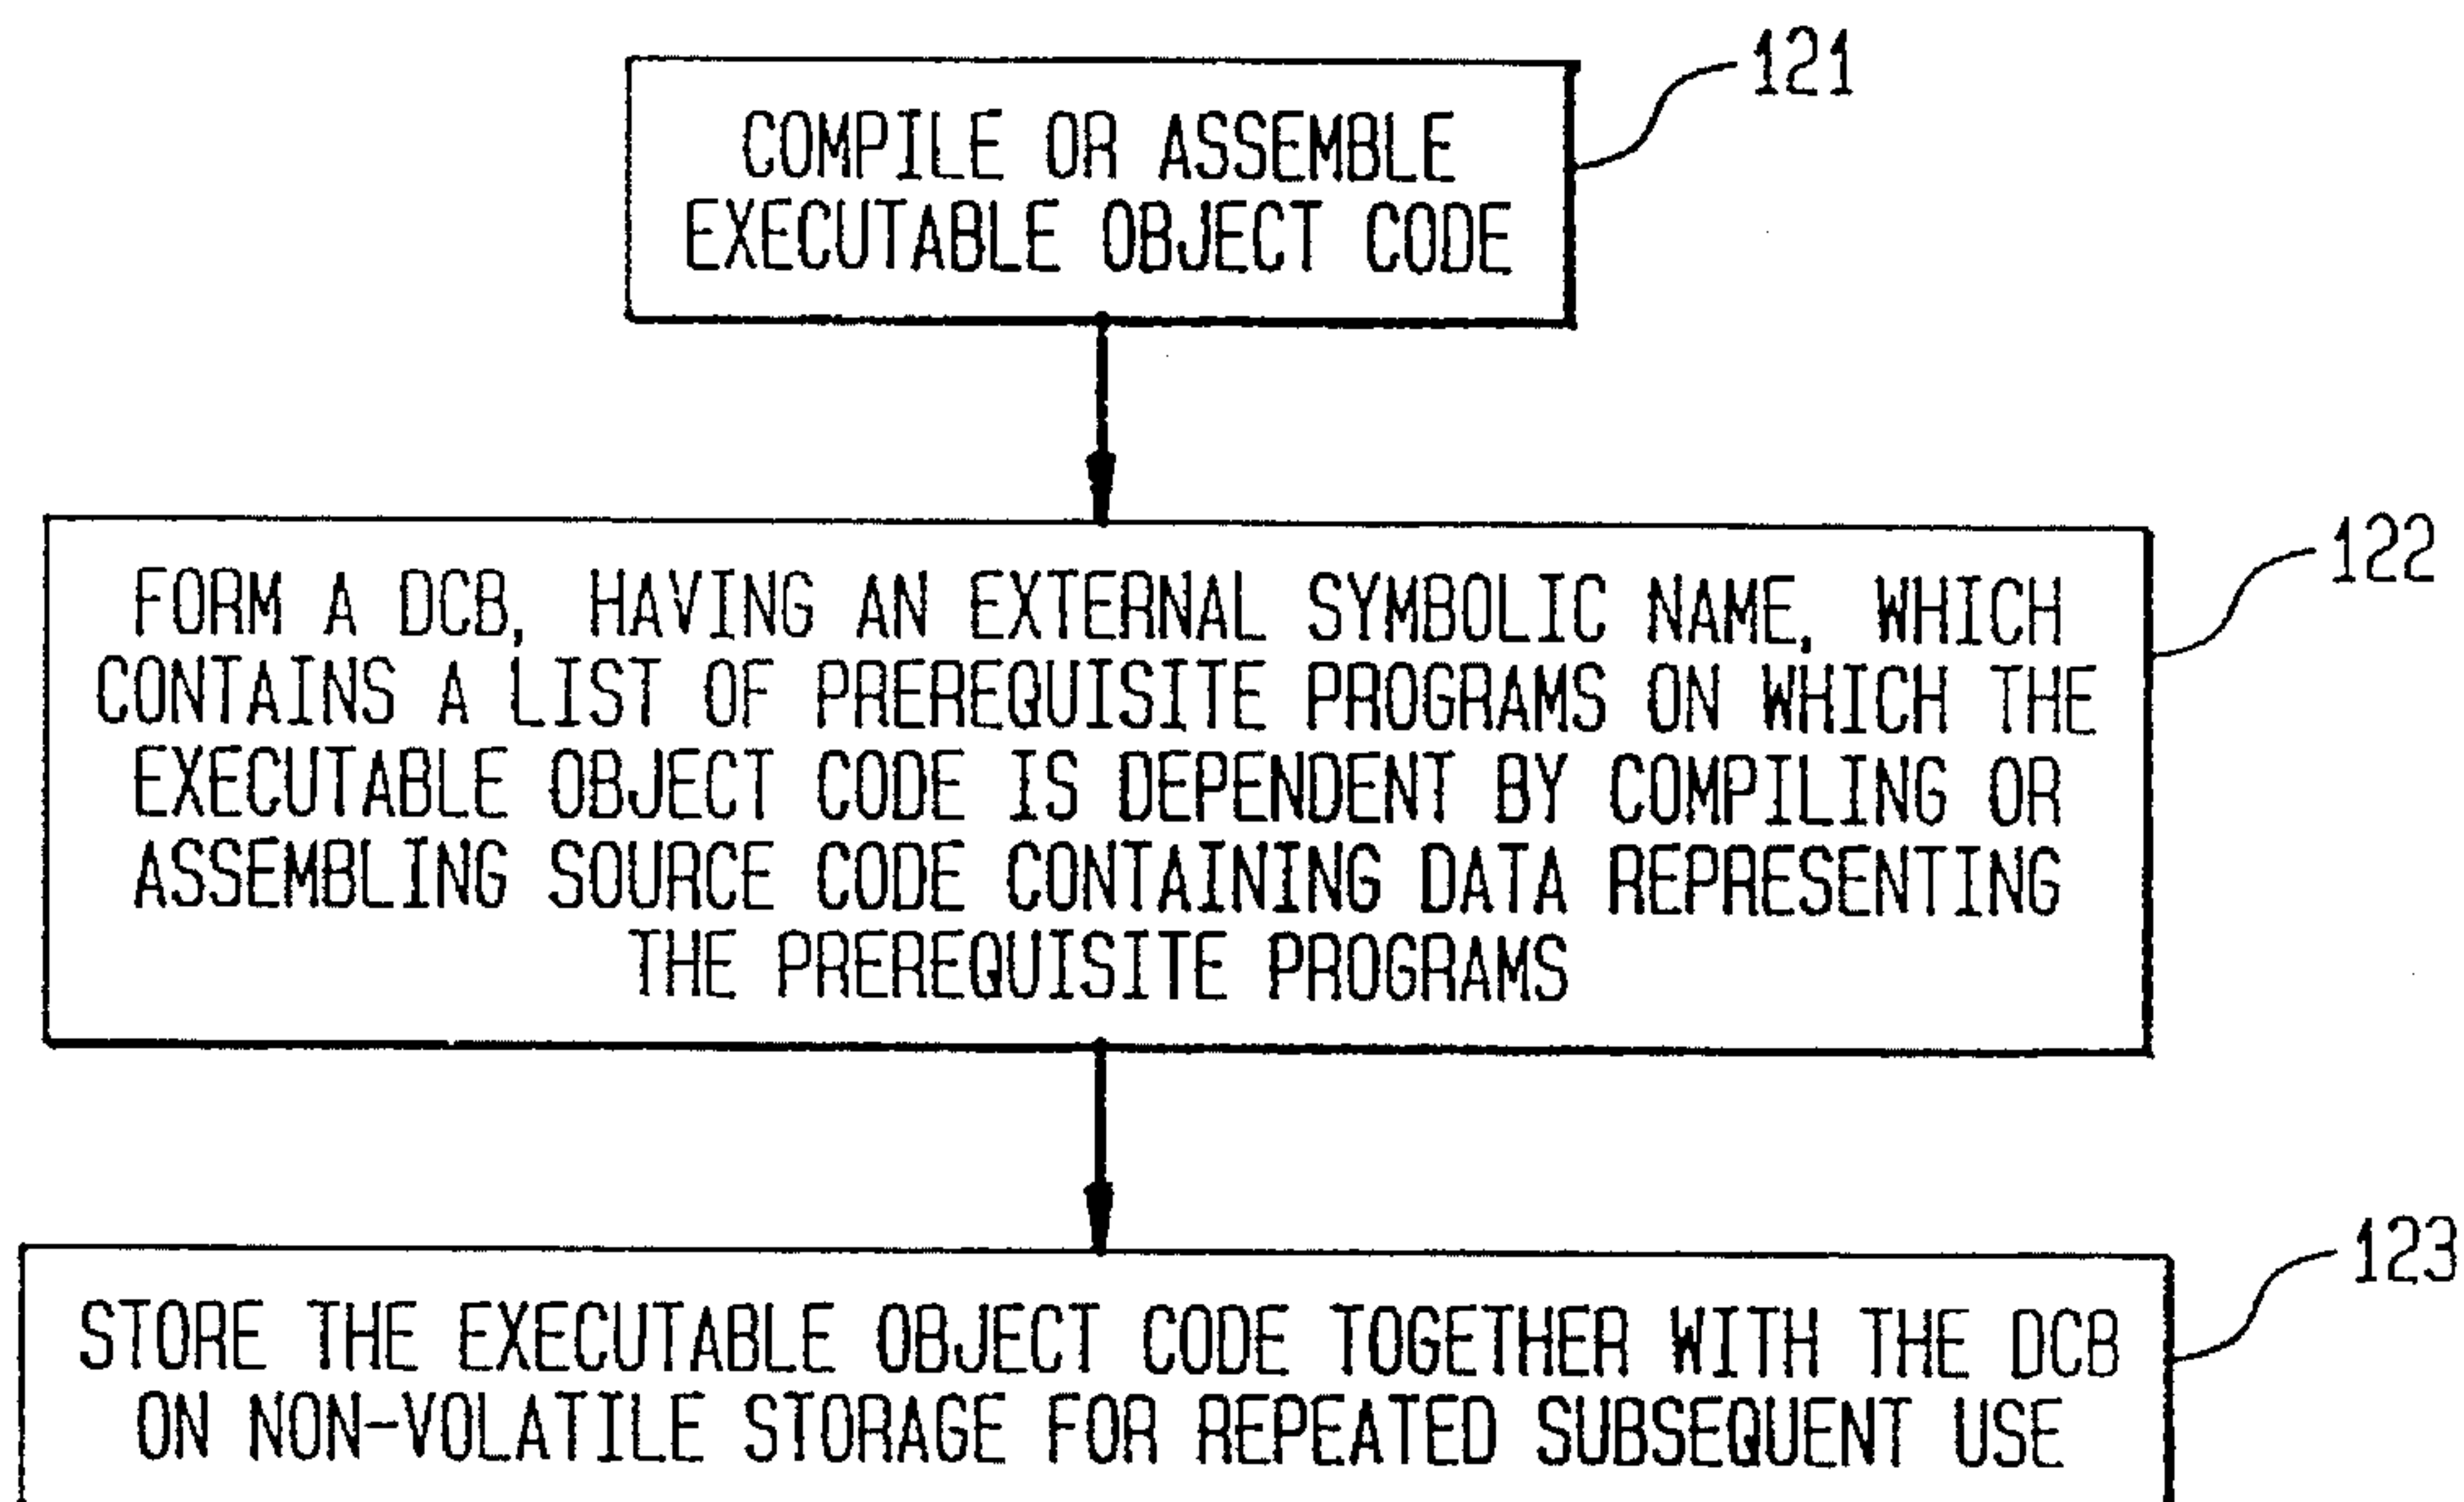 121
COMPILE OR ASSEMBLE
EXECUTABLE OBJECT CODE
122
FORM A DCB, HAVING AN EXTERNAL SYMBOLIC NAME, WHICH
CONTAINS A LIST OF PREREQUISITE PROGRAMS ON WHICH THE
EXECUTABLE OBJECT CODE IS DEPENDENT BY COMPILING OR
ASSEMBLING SOURCE CODE CONTAINING DATA REPRESENTING
THE PREREQUISITE PROGRAMS
123
STORE THE EXECUTABLE OBJECT CODE TOGETHER WITH THE DCB
ON NON-VOLATILE STORAGE FOR REPEATED SUBSEQUENT USE